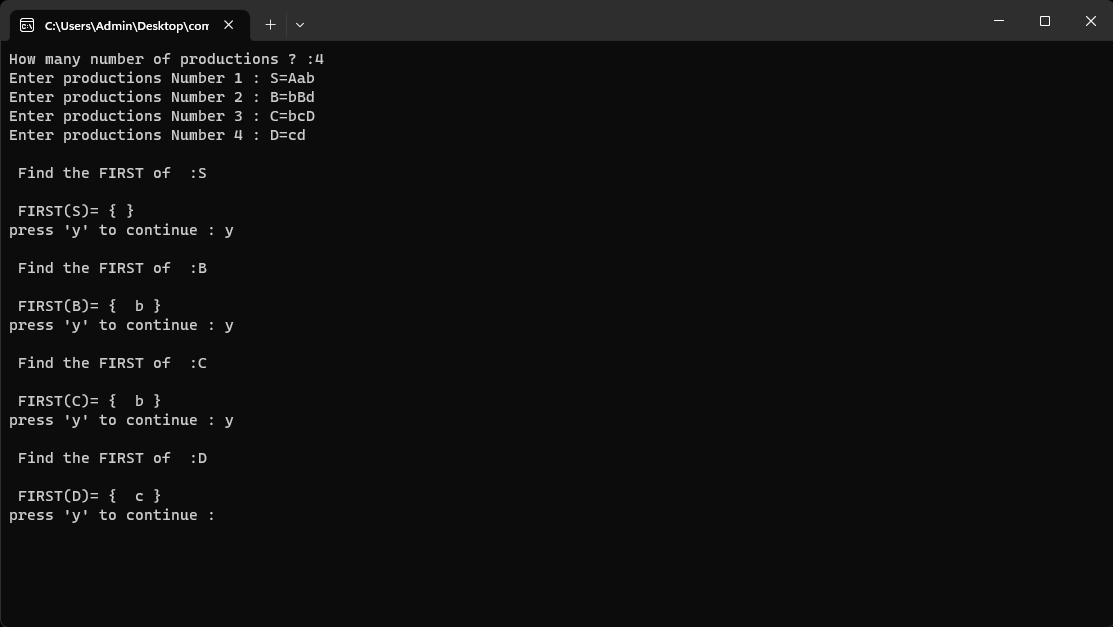 C:\Users\Admin\Desktop\com
How many number of productions ? :4
Enter productions Number 1 : S=Aab
Enter productions Number 2 : B=bBd
Enter productions Number 3 : C=bcD
Enter productions Number 4 : D=cd
Find the FIRST of  :S
FIRST(S)= { }
press 'y' to continue : y
Find the FIRST of  :B
FIRST(B)= {  b }
press 'y' to continue : y
Find the FIRST of  :C
FIRST(C)= {  b }
press 'y' to continue : y
Find the FIRST of  :D
FIRST(D)= {  c }
press 'y' to continue :